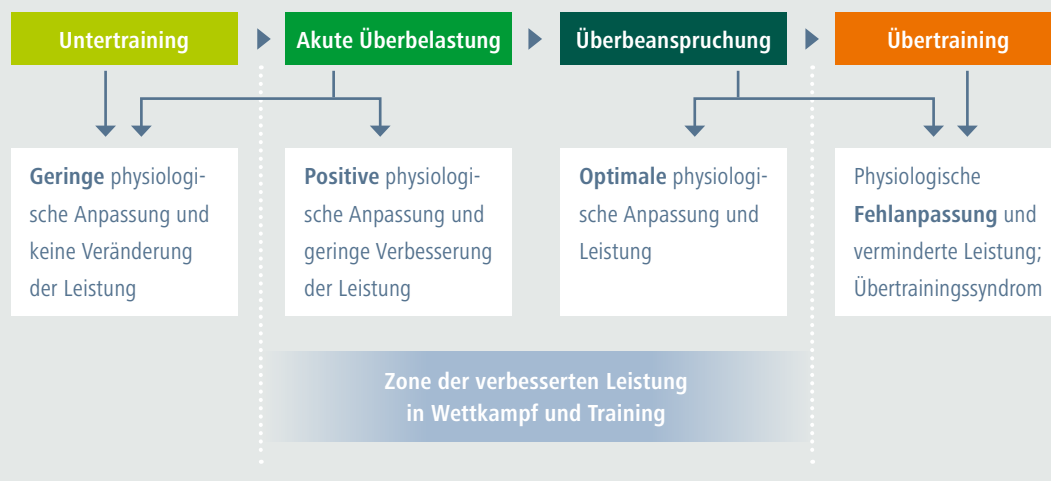 Untertraining
Akute Überbelastung
Überbeanspruchung
Übertraining
Geringe physiologi-
sche Anpassung und
keine Veränderung
der Leistung
Positive physiologi-
sche Anpassung und
geringe Verbesserung
der Leistung
Optimale physiologi-
sche Anpassung und
Leistung
Physiologische
Fehlanpassung und
verminderte Leistung;
Übertrainingssyndrom
Zone der verbesserten Leistung
in Wettkampf und Training